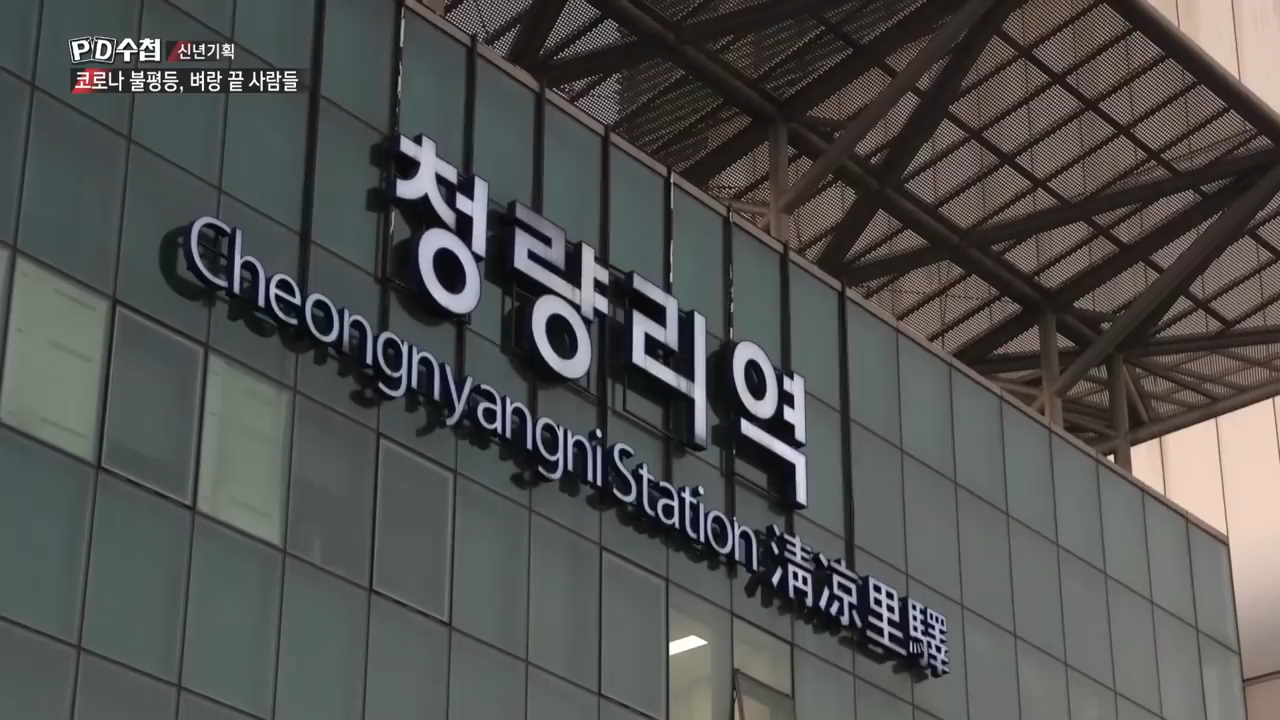 PD수첩 신년기획
코로나 불평등, 벼랑 끝 사람들
청량리역
Cheongnyangni Station 淸凉里驛